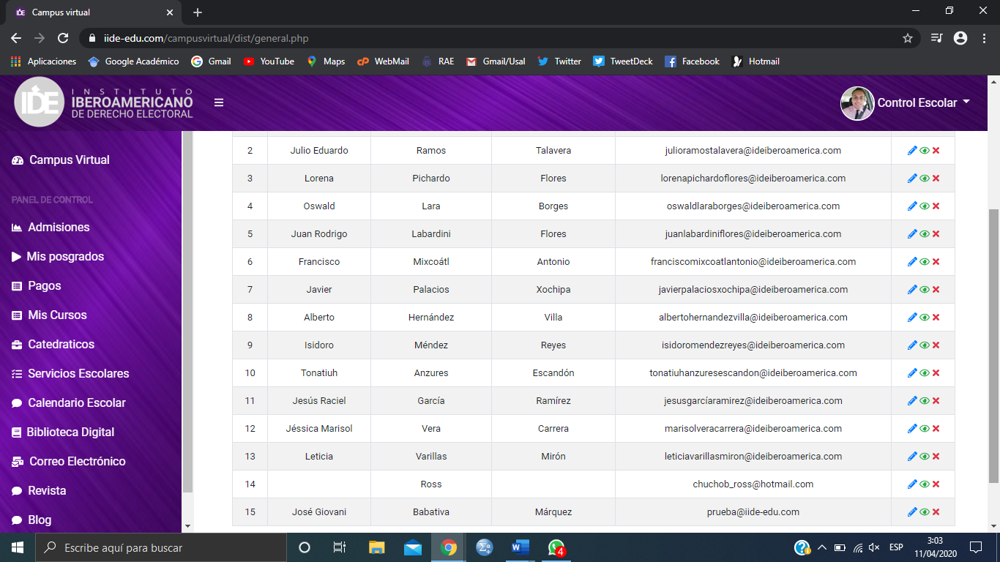 IDE Campus virtual
iide-edu.com/campusvirtual/dist/general.php
Aplicaciones Google Académico Gmail YouTube Maps WebMail RAE Gmail/Usal Twitter TweetDeck Facebook Hotmail
IDE INSTITUTO
IBEROAMERICANO
DE DERECHO ELECTORAL
Control Escolar
Campus Virtual
PANEL DE CONTROL
Admisiones
Mis posgrados
Pagos
Mis Cursos
Catedraticos
Servicios Escolares
Calendario Escolar
Biblioteca Digital
Correo Electrónico
Revista
Blog
2 Julio Eduardo Ramos Talavera julioramostalavera@ideiberoamerica.com
3 Lorena Pichardo Flores lorenapichardoflores@ideiberoamerica.com
4 Oswald Lara Borges oswaldlaraborges@ideiberoamerica.com
5 Juan Rodrigo Labardini Flores juanlabardiniflores@ideiberoamerica.com
6 Francisco Mixcoátl Antonio franciscomixcoatlantonio@ideiberoamerica.com
7 Javier Palacios Xochipa javierpalaciosxochipa@ideiberoamerica.com
8 Alberto Hernández Villa albertohernandezvilla@ideiberoamerica.com
9 Isidoro Méndez Reyes isidoromendezreyes@ideiberoamerica.com
10 Tonatiuh Anzures Escandón tonatiuhanzuresescandon@ideiberoamerica.com
11 Jesús Raciel García Ramírez jesusgarcíaramirez@ideiberoamerica.com
12 Jéssica Marisol Vera Carrera marisolveracarrera@ideiberoamerica.com
13 Leticia Varillas Mirón leticiavarillasmiron@ideiberoamerica.com
14 Ross chuchob_ross@hotmail.com
15 José Giovani Babativa Márquez prueba@iide-edu.com
Escribe aquí para buscar
4
ESP
3:03
11/04/2020